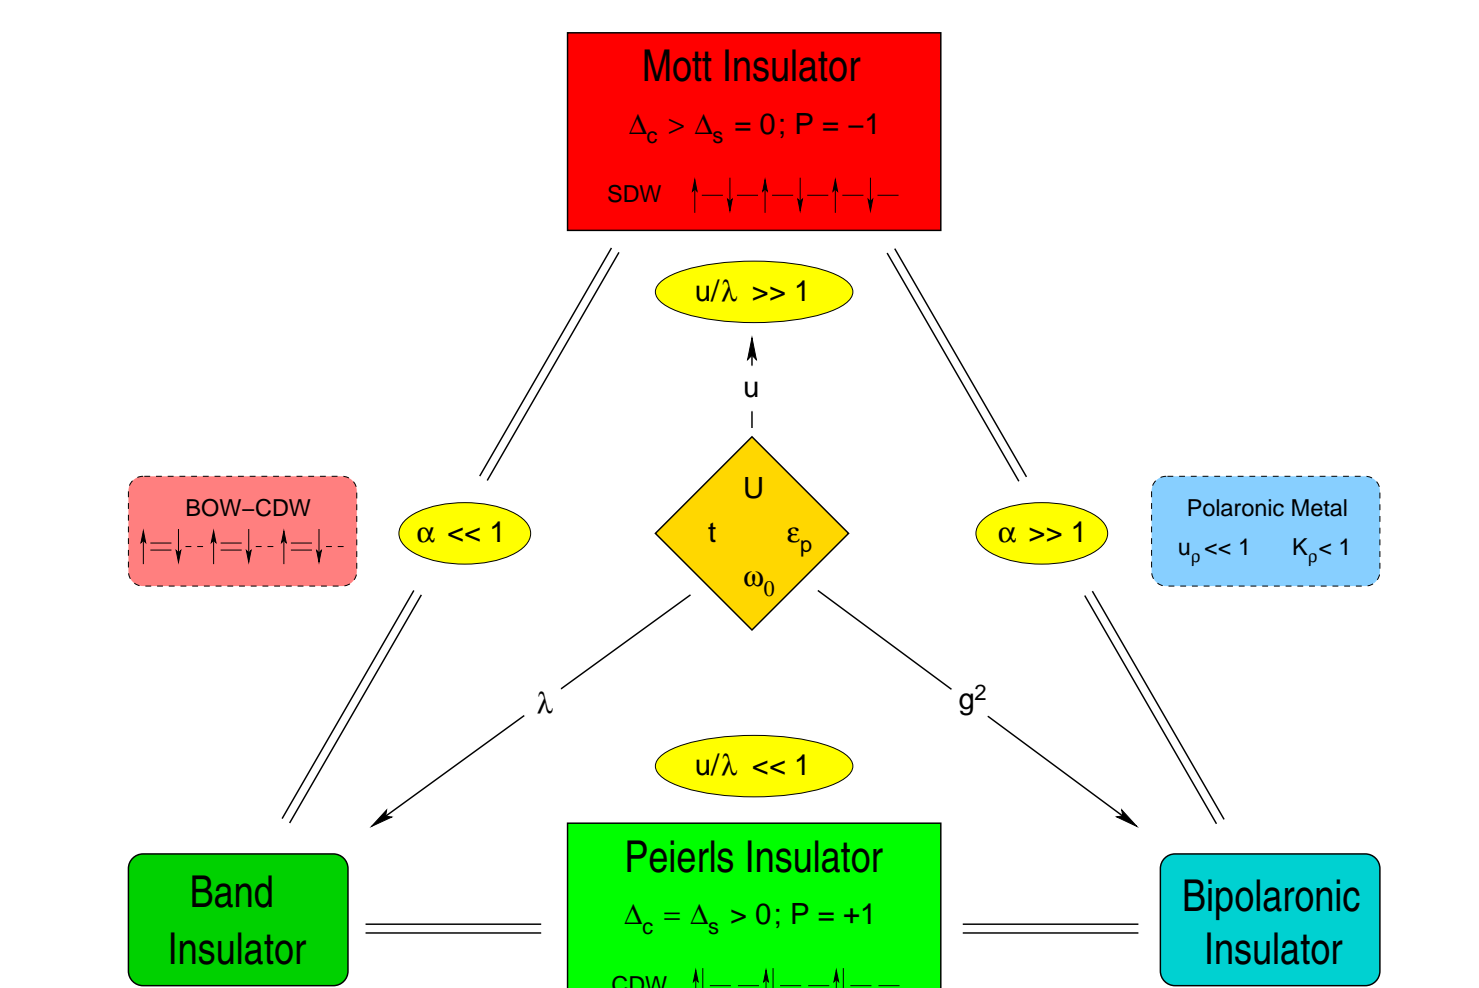 Mott Insulator
Δc > Δs = 0; P = –1
SDW
u/λ >> 1
u
BOW–CDW
α << 1
U
t
εp
ω0
α >> 1
Polaronic Metal
uρ << 1 Kρ < 1
λ
g²
u/λ << 1
Band
Insulator
Peierls Insulator
Δc = Δs > 0; P = +1
CDW
Bipolaronic
Insulator